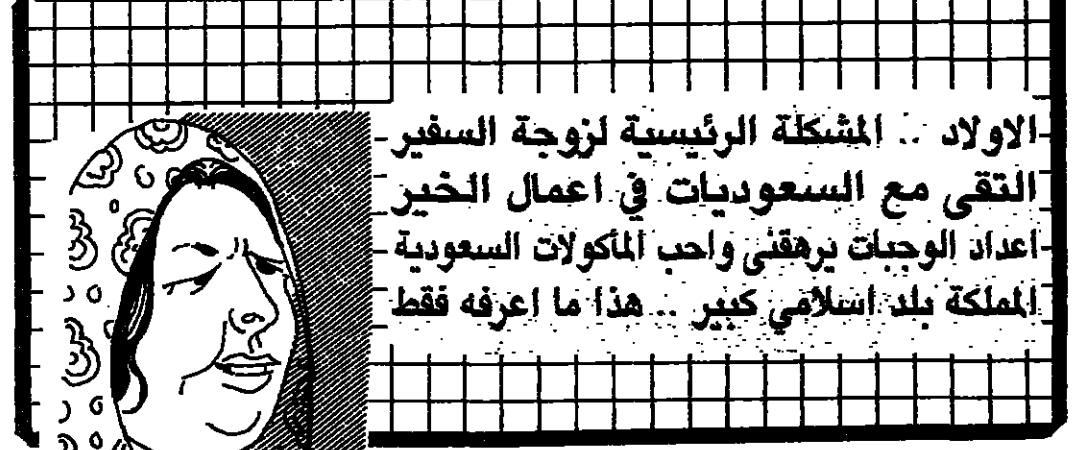 الاولاد .. المشكلة الرئيسية لزوجة السفير
التقى مع السعوديات في اعمال الخير
اعداد الوجبات يرهقنى واحب المأكولات السعودية
المملكة بلد اسلامي كبير .. هذا ما اعرفه فقط